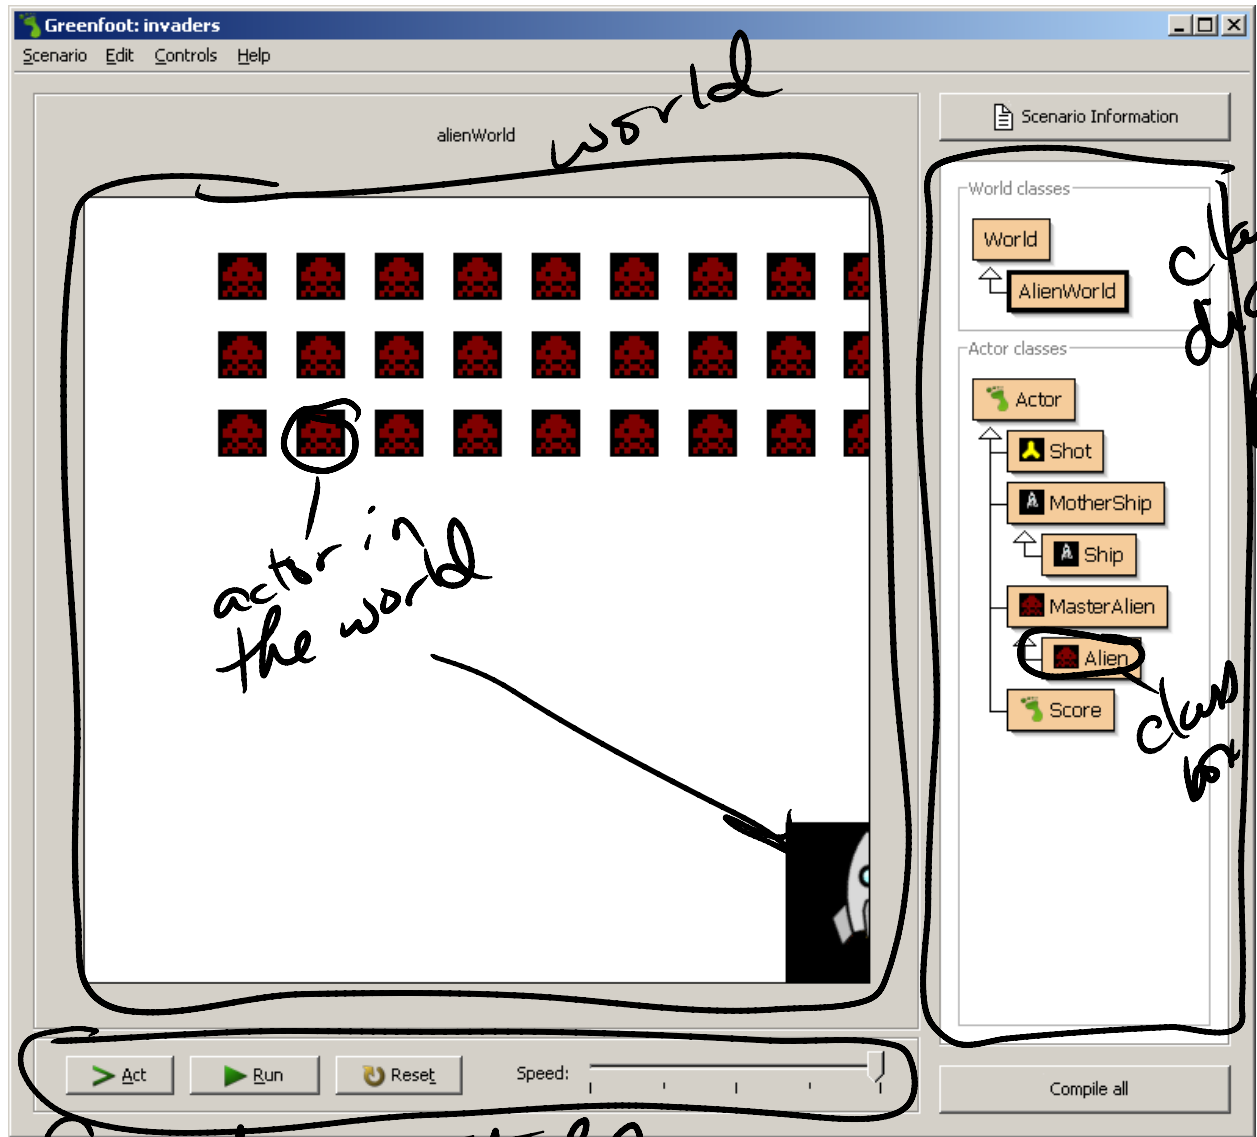 Greenfoot: invaders
Scenario Edit Controls Help
world
alienWorld
Scenario Information
World classes
World
AlienWorld
Actor classes
Actor
Shot
MotherShip
Ship
MasterAlien
Alien
Score
class
box
actor in
the world
Act Run Reset Speed:
Compile all